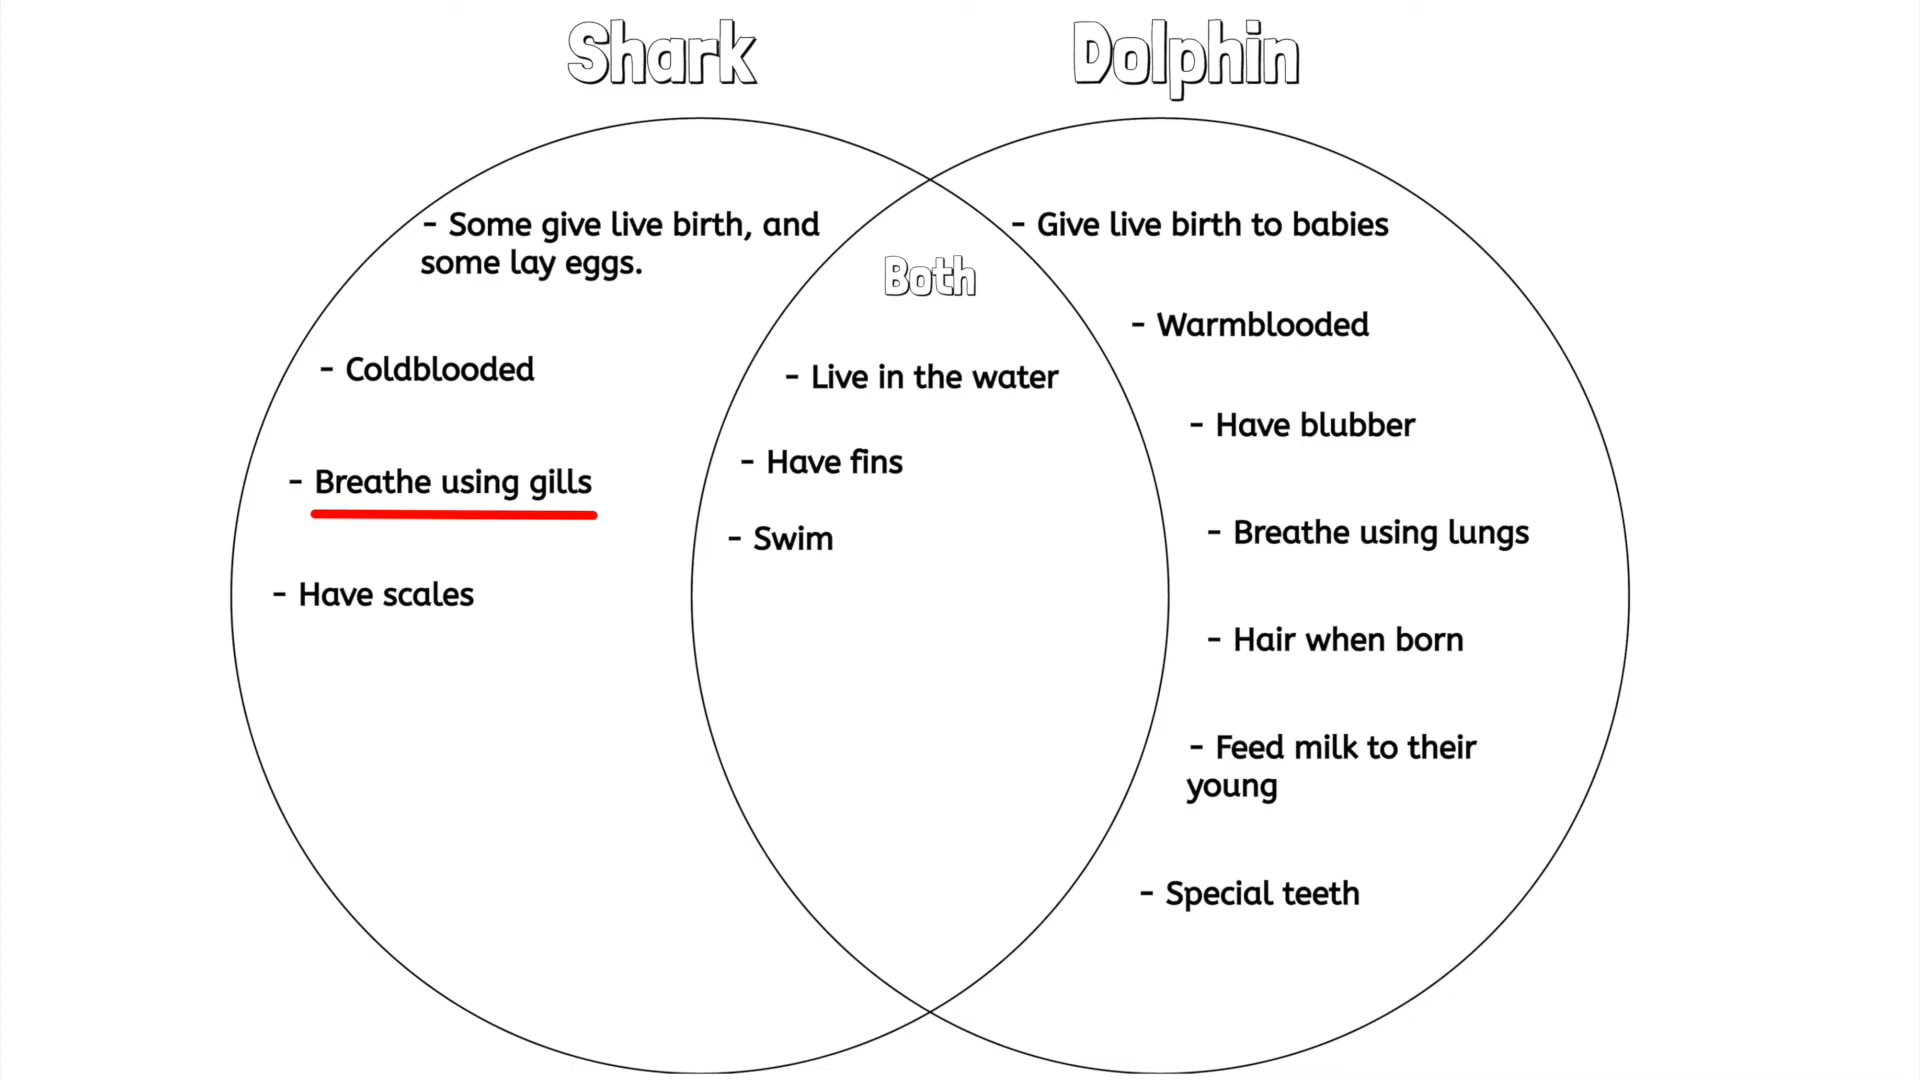 Shark
Dolphin
- Some give live birth, and
some lay eggs.
- Coldblooded
- Breathe using gills
- Have scales
Both
- Live in the water
- Have fins
- Swim
- Give live birth to babies
- Warmblooded
- Have blubber
- Breathe using lungs
- Hair when born
- Feed milk to their
young
- Special teeth